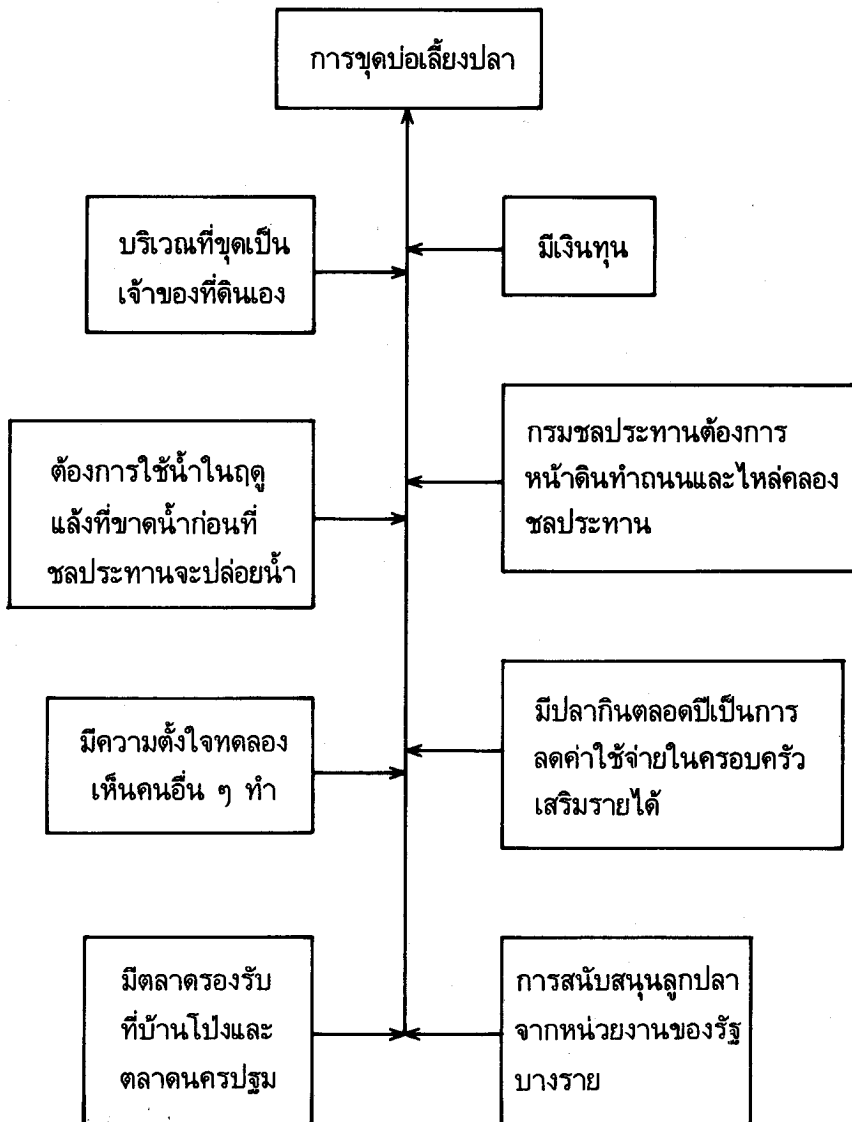 การขุดบ่อเลี้ยงปลา
บริเวณที่ขุดเป็น
เจ้าของที่ดินเอง
มีเงินทุน
ต้องการใช้น้ำในฤดู
แล้งที่ขาดน้ำก่อนที่
ชลประทานจะปล่อยน้ำ
กรมชลประทานต้องการ
หน้าดินทำถนนและไหล่คลอง
ชลประทาน
มีความตั้งใจทดลอง
เห็นคนอื่น ๆ ทำ
มีปลากินตลอดปีเป็นการ
ลดค่าใช้จ่ายในครอบครัว
เสริมรายได้
มีตลาดรองรับ
ที่บ้านโป่งและ
ตลาดนครปฐม
การสนับสนุนลูกปลา
จากหน่วยงานของรัฐ
บางราย